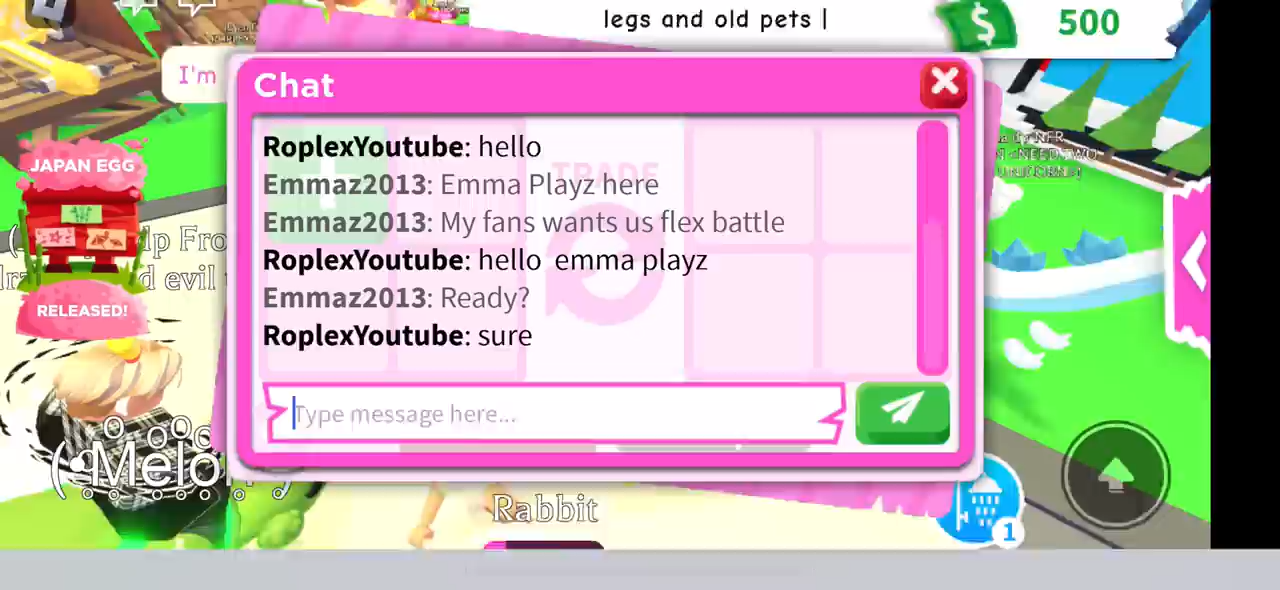 legs and old pets |
500
I'm
Chat
RoplexYoutube: hello
Emmaz2013: Emma Playz here
Emmaz2013: My fans wants us flex battle
RoplexYoutube: hello emma playz
Emmaz2013: Ready?
RoplexYoutube: sure
Type message here...
TRADE
JAPAN EGG
RELEASED!
Rabbit
1